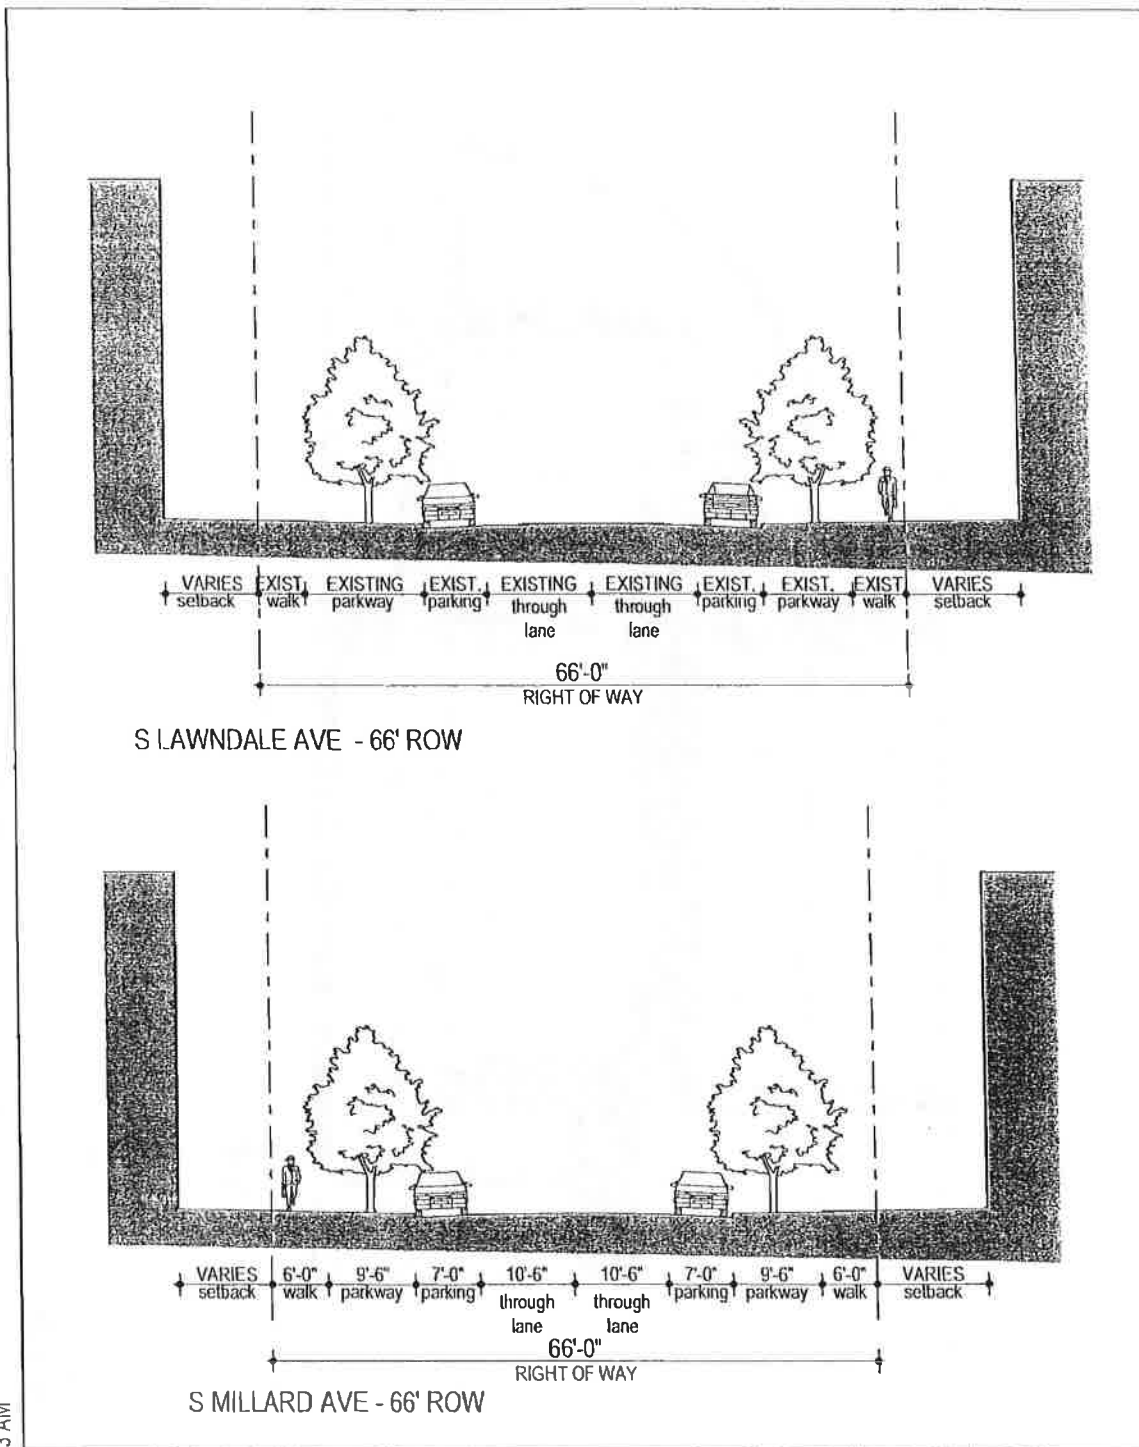 VARIES EXIST. EXISTING EXIST. EXISTING EXISTING EXIST. EXIST. EXIST VARIES
setback walk parkway parking through through parking parkway walk setback
lane lane
66'-0"
RIGHT OF WAY
S LAWNDALE AVE - 66' ROW
VARIES 6'-0" 9'-6" 7'-0" 10'-6" 10'-6" 7'-0" 9'-6" 6'-0" VARIES
setback walk parkway parking through through parking parkway walk setback
lane lane
66'-0"
RIGHT OF WAY
S MILLARD AVE - 66' ROW
3 AM